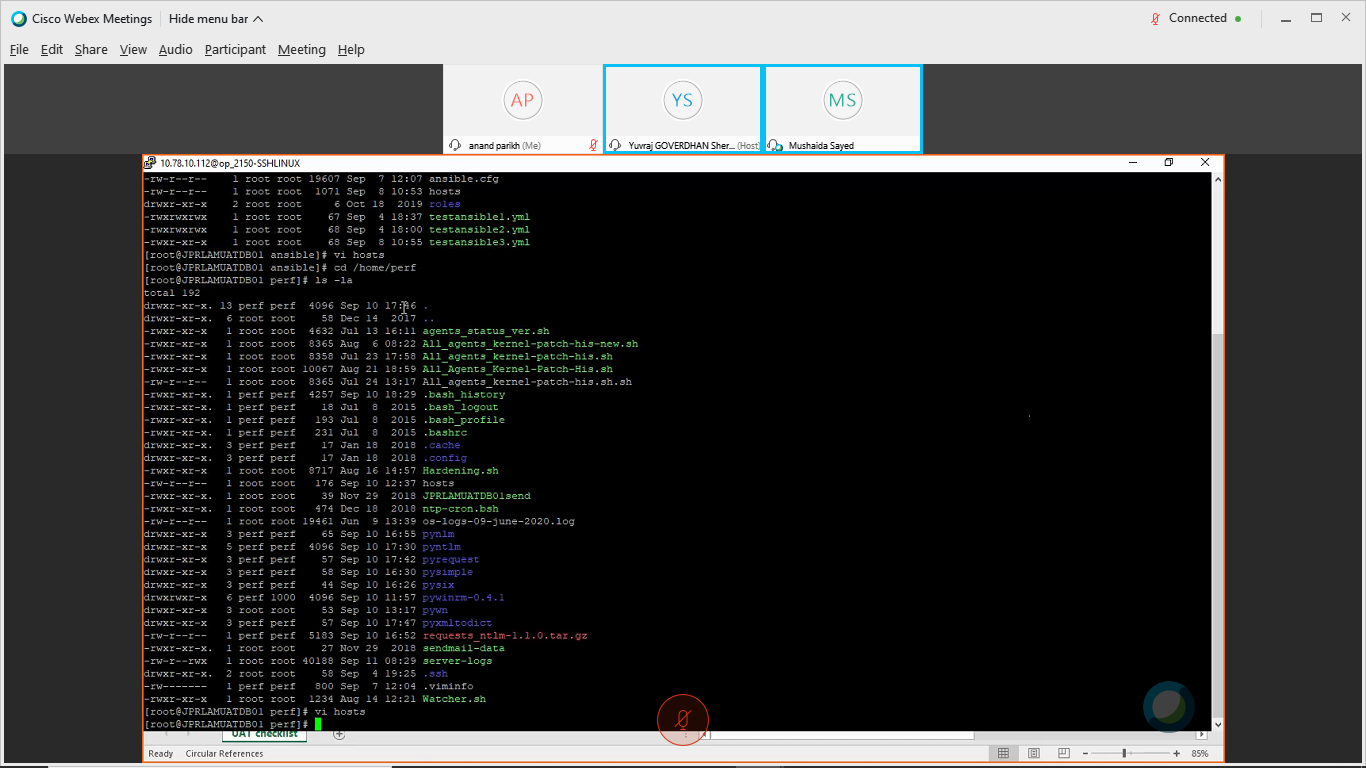 Cisco Webex Meetings
Hide menu bar
Connected
File Edit Share View Audio Participant Meeting Help
AP
YS
MS
anand parikh (Me)
Yuvraj GOVERDHAN Sher... (Host)
Mushaida Sayed
10.78.10.112@op_2150-SSHLINUX
-rw-r--r-- 1 root root 19607 Sep 7 12:07 ansible.cfg
-rw-r--r-- 1 root root 1071 Sep 8 10:53 hosts
drwxr-xr-x 2 root root 6 Oct 18 2019 roles
-rwxrwxrwx 1 root root 67 Sep 4 18:37 testansible1.yml
-rwxrwxrwx 1 root root 68 Sep 4 18:00 testansible2.yml
-rwxr-xr-x 1 root root 68 Sep 8 10:55 testansible3.yml
[root@JPRLAMUATDB01 ansible]# vi hosts
[root@JPRLAMUATDB01 ansible]# cd /home/perf
[root@JPRLAMUATDB01 perf]# ls -la
total 192
drwxr-xr-x. 13 perf perf 4096 Sep 10 17:46 .
drwxr-xr-x. 6 root root 58 Dec 14 2017 ..
-rwxr-xr-x 1 root root 4632 Jul 13 16:11 agents_status_ver.sh
-rwxr-xr-x 1 root root 8365 Aug 6 08:22 All_agents_kernel-patch-his-new.sh
-rwxr-xr-x 1 root root 8358 Jul 23 17:58 All_agents_kernel-patch-his.sh
-rwxr-xr-x 1 root root 10067 Aug 21 18:59 All_Agents_Kernel-Patch-His.sh
-rw-r--r-- 1 root root 8365 Jul 24 13:17 All_agents_kernel-patch-his.sh.sh
-rwxr-xr-x. 1 perf perf 4257 Sep 10 18:29 .bash_history
-rwxr-xr-x. 1 perf perf 18 Jul 8 2015 .bash_logout
-rwxr-xr-x. 1 perf perf 193 Jul 8 2015 .bash_profile
-rwxr-xr-x. 1 perf perf 231 Jul 8 2015 .bashrc
drwxr-xr-x. 3 perf perf 17 Jan 18 2018 .cache
drwxr-xr-x. 3 perf perf 17 Jan 18 2018 .config
-rwxr-xr-x 1 root root 8717 Aug 16 14:57 Hardening.sh
-rw-r--r-- 1 root root 176 Sep 10 12:37 hosts
-rwxr-xr-x. 1 root root 39 Nov 29 2018 JPRLAMUATDB01send
-rwxr-xr-x. 1 root root 474 Dec 18 2018 ntp-cron.bsh
-rw-r--r-- 1 root root 19461 Jun 9 13:39 os-logs-09-june-2020.log
drwxr-xr-x 3 perf perf 65 Sep 10 16:55 pynlm
drwxr-xr-x 5 perf perf 4096 Sep 10 17:30 pyntlm
drwxr-xr-x 3 perf perf 57 Sep 10 17:42 pyrequest
drwxr-xr-x 3 perf perf 58 Sep 10 16:30 pysimple
drwxr-xr-x 3 perf perf 44 Sep 10 16:26 pysix
drwxrwxr-x 6 perf 1000 4096 Sep 10 11:57 pywinrm-0.4.1
drwxr-xr-x 3 root root 53 Sep 10 13:17 pywn
drwxr-xr-x 3 perf perf 57 Sep 10 17:47 pyxmltodict
-rw-r--r-- 1 perf perf 5183 Sep 10 16:52 requests_ntlm-1.1.0.tar.gz
-rwxr-xr-x. 1 root root 27 Nov 29 2018 sendmail-data
-rw-r--rwx 1 root root 40188 Sep 11 08:29 server-logs
drwxr-xr-x. 2 root root 58 Sep 4 19:25 .ssh
-rw------- 1 perf perf 800 Sep 7 12:04 .viminfo
-rwxr-xr-x 1 root root 1234 Aug 14 12:21 Watcher.sh
[root@JPRLAMUATDB01 perf]# vi hosts
[root@JPRLAMUATDB01 perf]#
UAT checklist
Ready Circular References
85%